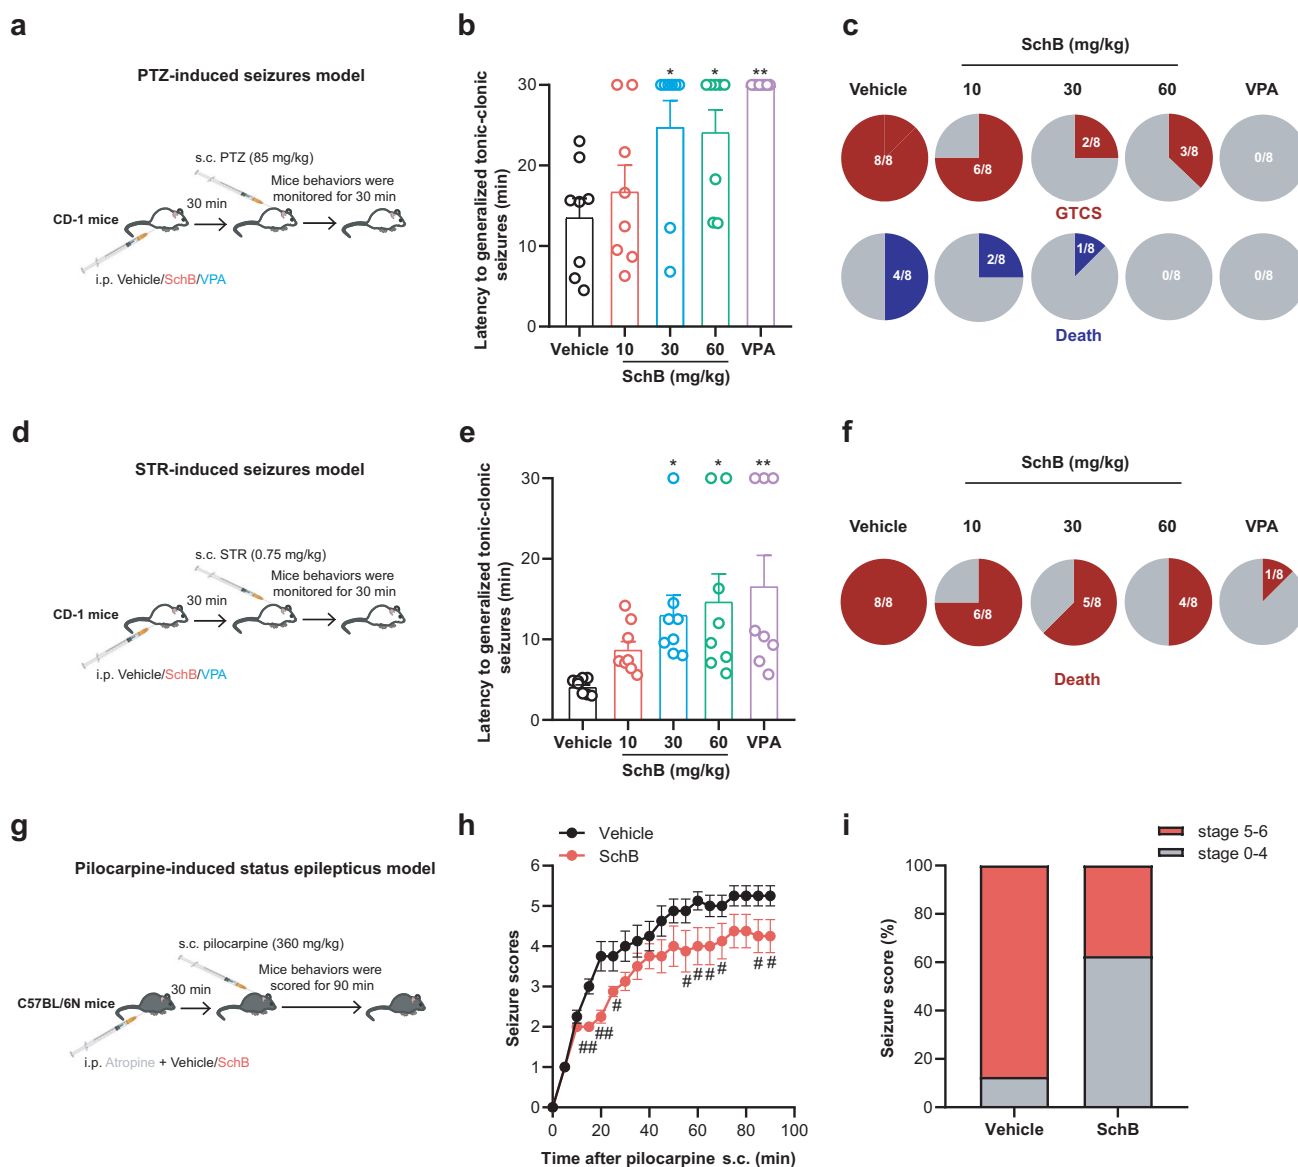 a
PTZ-induced seizures model
s.c. PTZ (85 mg/kg)
Mice behaviors were
monitored for 30 min
30 min
CD-1 mice
i.p. Vehicle/SchB/VPA
b
Latency to generalized tonic-clonic
seizures (min)
30
20
10
0
*
*
**
Vehicle
10
30
60
VPA
SchB (mg/kg)
c
SchB (mg/kg)
Vehicle
10
30
60
VPA
8/8
6/8
2/8
3/8
0/8
GTCS
4/8
2/8
1/8
0/8
0/8
Death
d
STR-induced seizures model
s.c. STR (0.75 mg/kg)
Mice behaviors were
monitored for 30 min
30 min
CD-1 mice
i.p. Vehicle/SchB/VPA
e
Latency to generalized tonic-clonic
seizures (min)
30
20
10
0
*
*
**
Vehicle
10
30
60
VPA
SchB (mg/kg)
f
SchB (mg/kg)
Vehicle
10
30
60
VPA
8/8
6/8
5/8
4/8
1/8
Death
g
Pilocarpine-induced status epilepticus model
s.c. pilocarpine (360 mg/kg)
Mice behaviors were
scored for 90 min
30 min
C57BL/6N mice
i.p. Atropine + Vehicle/SchB
h
Vehicle
SchB
Seizure scores
6
5
4
3
2
1
0
##
##
#
#
##
##
#
#
#
0
20
40
60
80
100
Time after pilocarpine s.c. (min)
i
stage 5-6
stage 0-4
Seizure score (%)
100
80
60
40
20
0
Vehicle
SchB